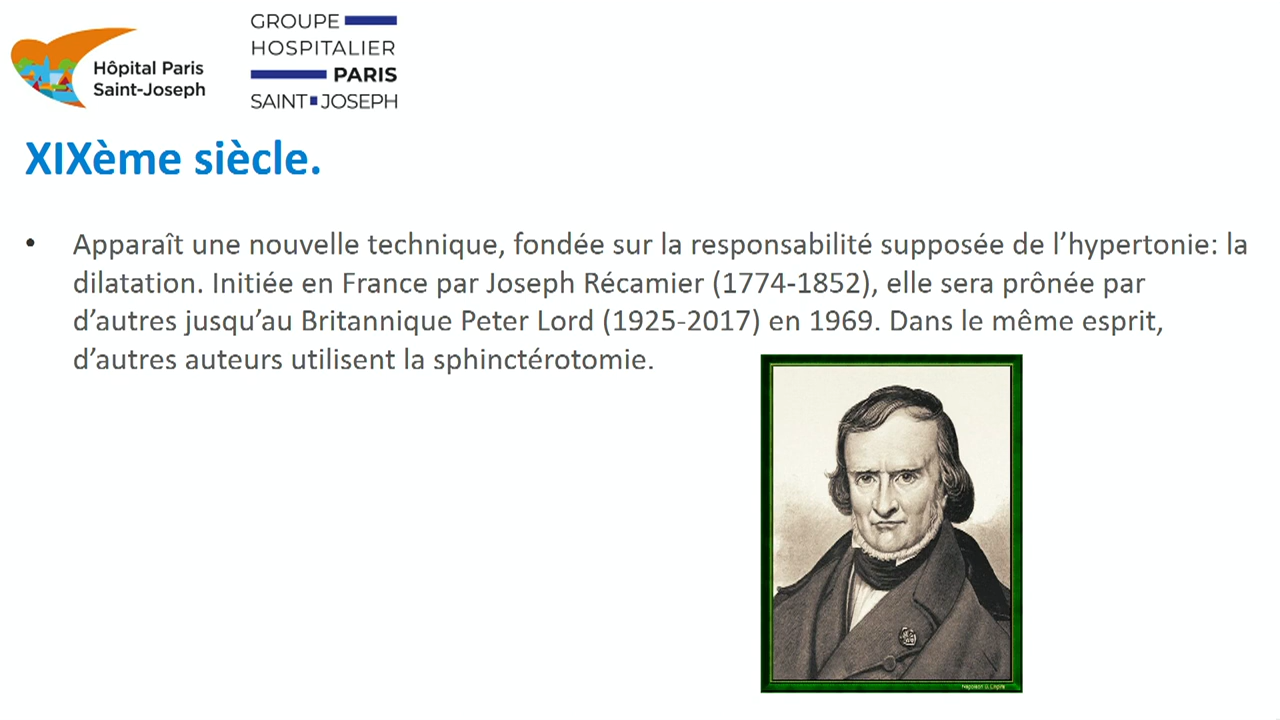 Hôpital Paris
Saint-Joseph
GROUPE
HOSPITALIER
PARIS
SAINT JOSEPH
XIXème siècle.
• Apparaît une nouvelle technique, fondée sur la responsabilité supposée de l’hypertonie: la
dilatation. Initiée en France par Joseph Récamier (1774-1852), elle sera prônée par
d’autres jusqu’au Britannique Peter Lord (1925-2017) en 1969. Dans le même esprit,
d’autres auteurs utilisent la sphinctérotomie.